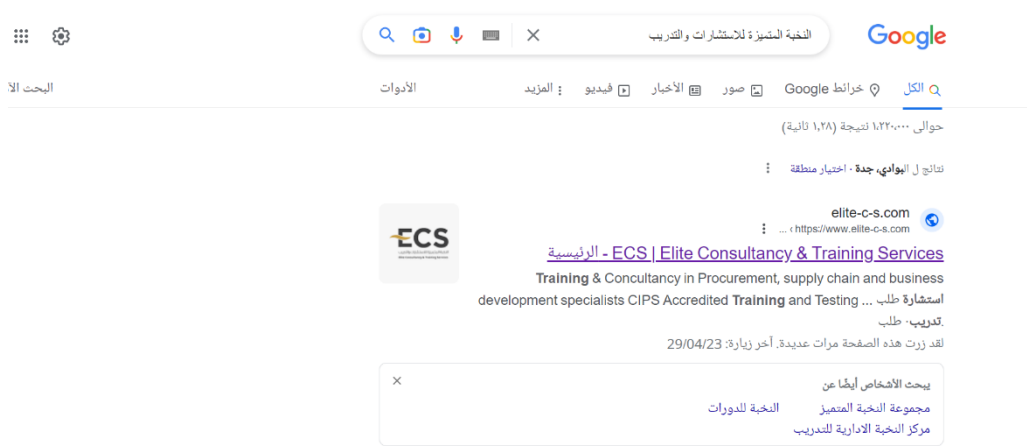 النخبة المتميزة للاستشارات والتدريب
Google
الكل
خرائط Google
صور
الأخبار
فيديو
المزيد
الأدوات
حوالى ١٬٢٢٠٬٠٠٠ نتيجة (١٫٢٨ ثانية)
نتائج ل البوادي، جدة · اختيار منطقة
elite-c-s.com
https://www.elite-c-s.com › ...
ECS
ECS | Elite Consultancy & Training Services - الرئيسية
Training & Concultancy in Procurement, supply chain and business
development specialists CIPS Accredited Training and Testing ... استشارة طلب
تدريب · طلب.
لقد زرت هذه الصفحة مرات عديدة. آخر زيارة: 29/04/23
يبحث الأشخاص أيضًا عن
مجموعة النخبة المتميز
النخبة للدورات
مركز النخبة الادارية للتدريب